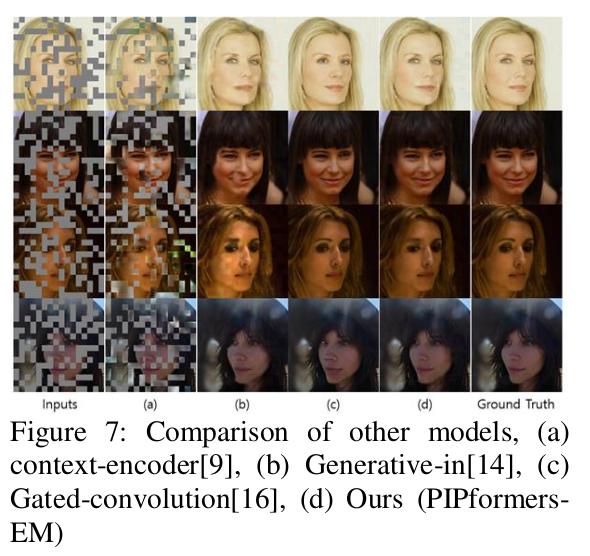 Inputs (a) (b) (c) (d) Ground Truth
Figure 7: Comparison of other models, (a)
context-encoder[9], (b) Generative-in[14], (c)
Gated-convolution[16], (d) Ours (PIPformers-
EM)